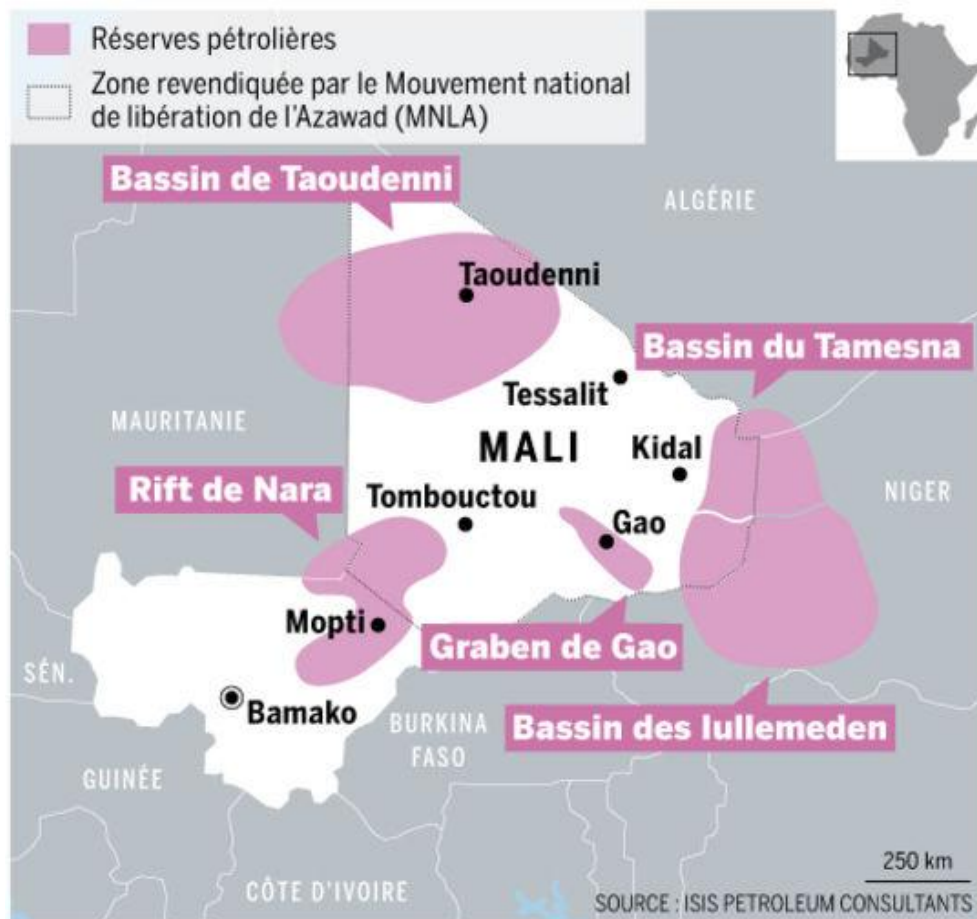 Réserves pétrolières
Zone revendiquée par le Mouvement national
de libération de l'Azawad (MNLA)
Bassin de Taoudenni
ALGÉRIE
Taoudenni
Bassin du Tamesna
Tessalit
MAURITANIE
MALI
Kidal
Rift de Nara
Tombouctou
NIGER
Gao
Mopti
Graben de Gao
SÉN.
Bamako
BURKINA
FASO
Bassin des Iullemeden
GUINÉE
250 km
CÔTE D'IVOIRE
SOURCE : ISIS PETROLEUM CONSULTANTS